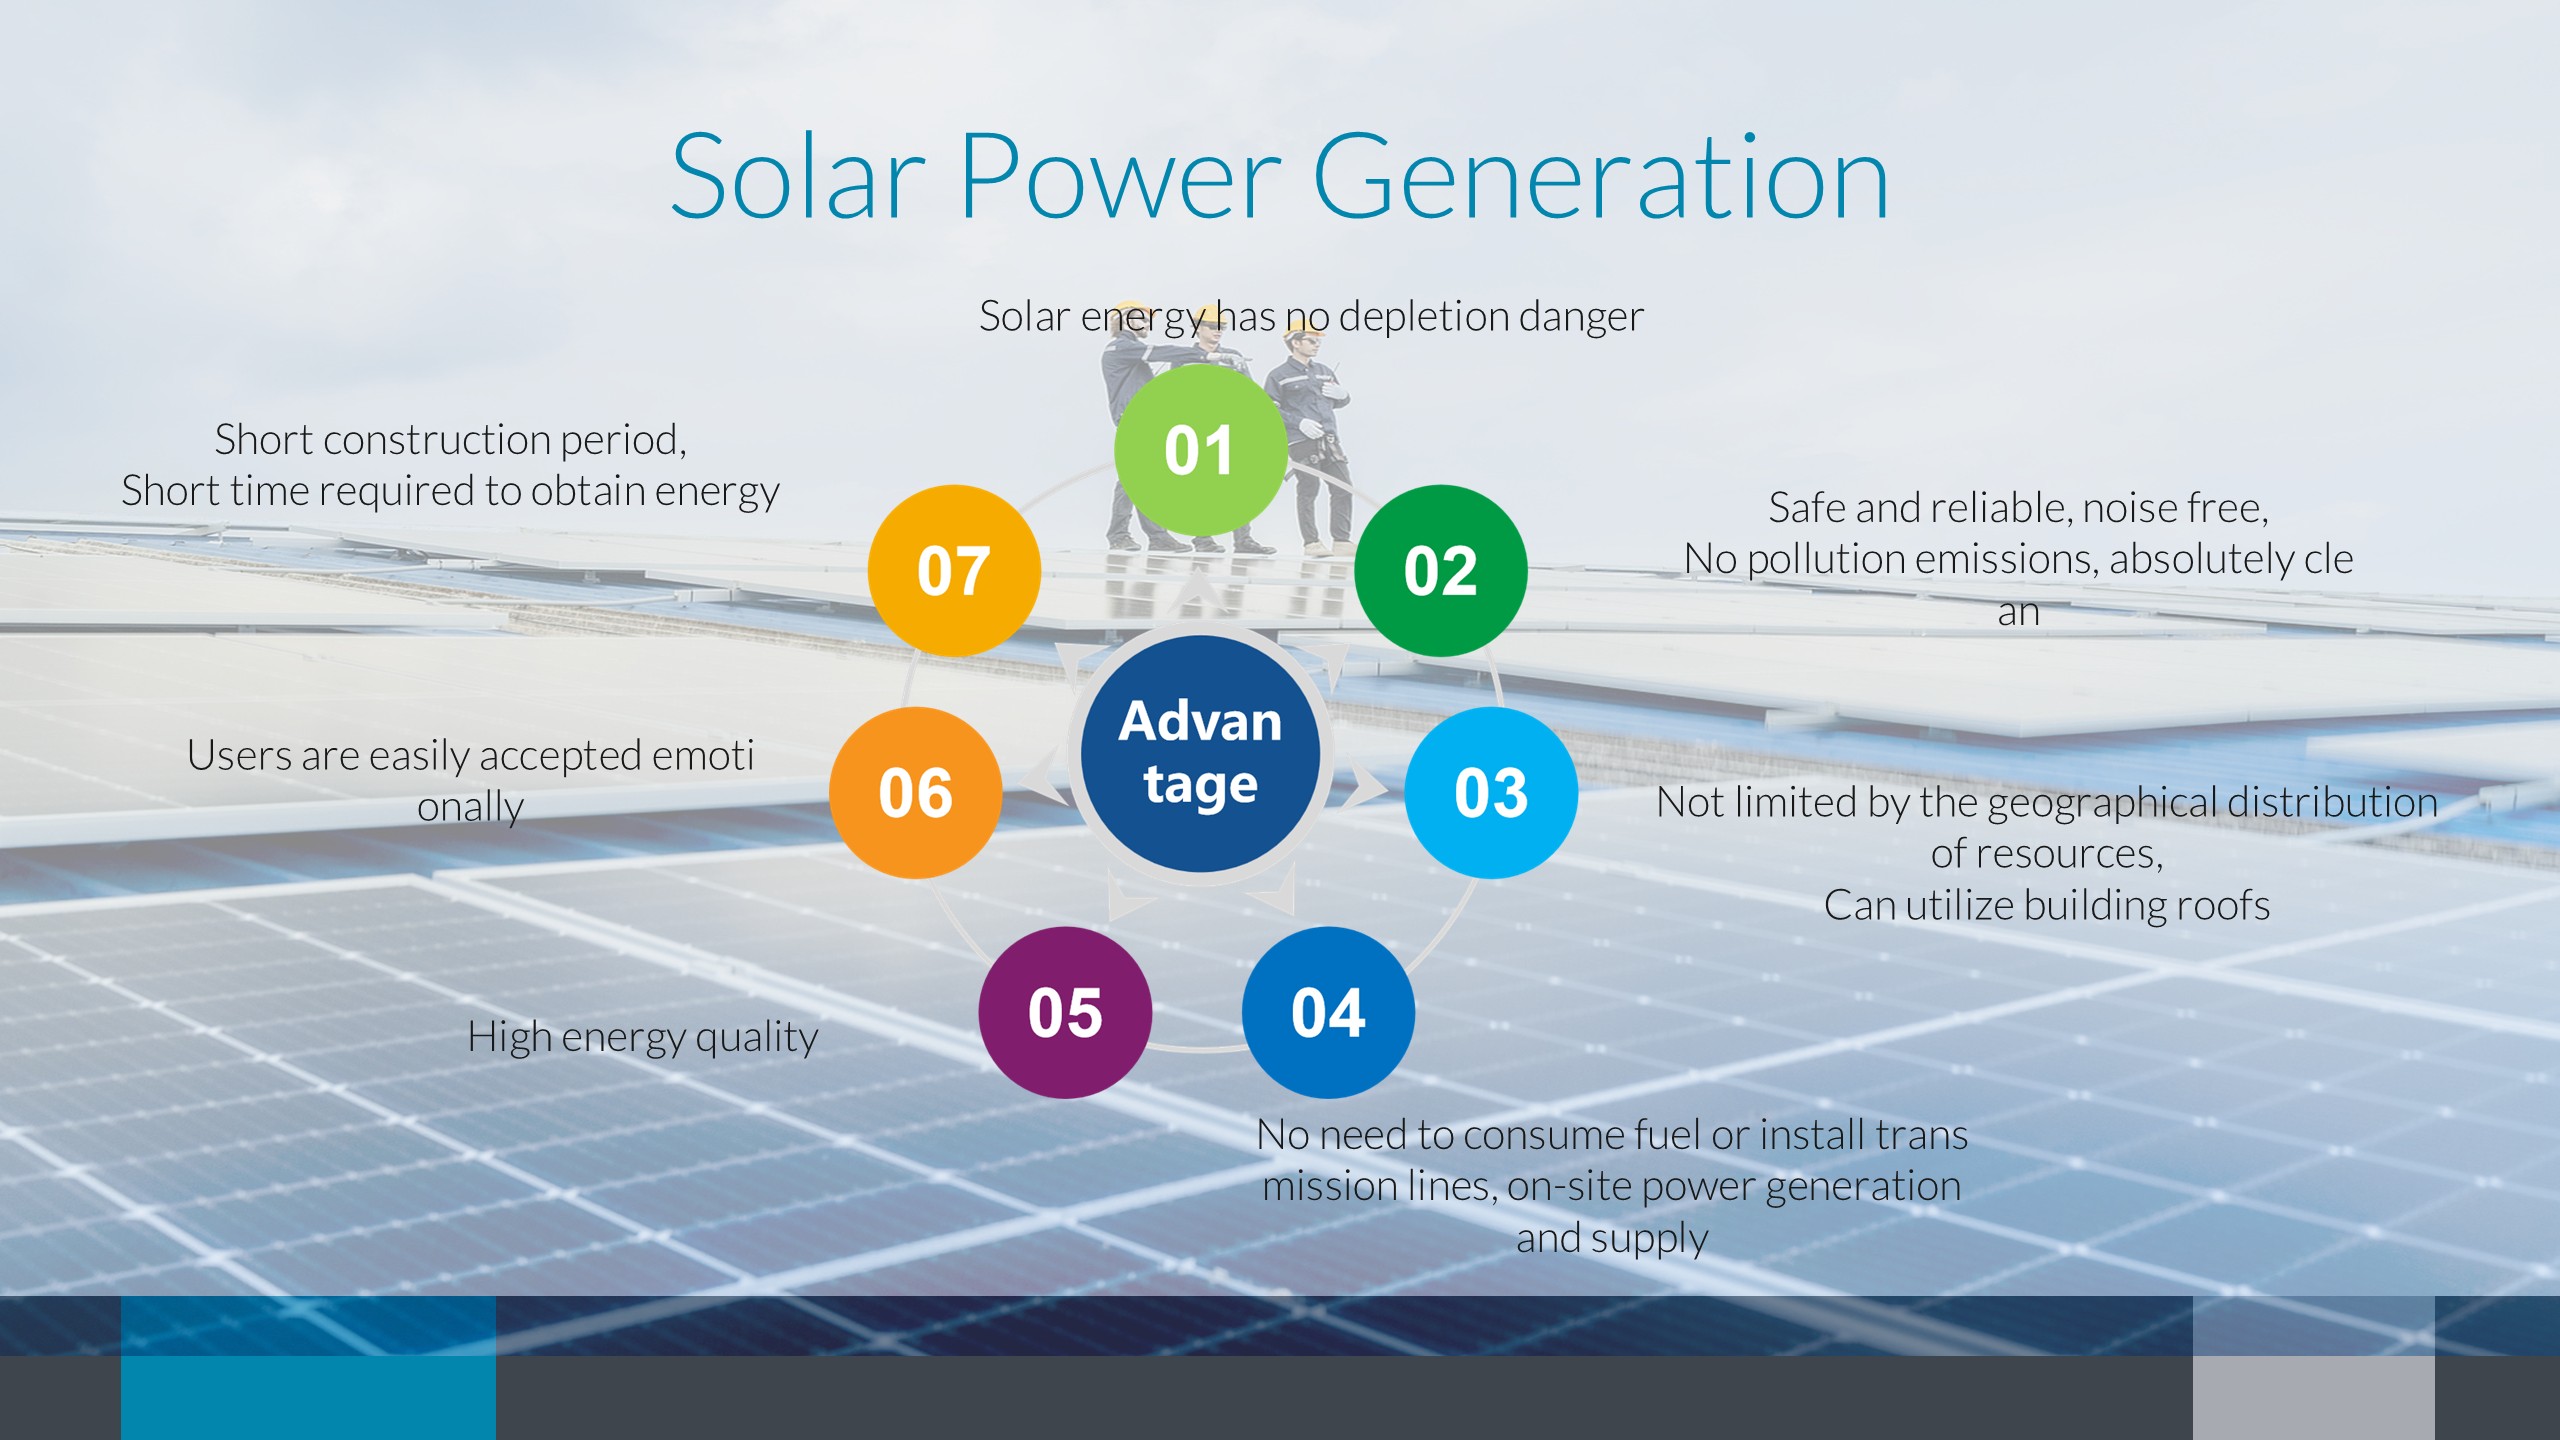 Solar Power Generation
Solar energy has no depletion danger
01
Short construction period,
Short time required to obtain energy
07
02
Safe and reliable, noise free,
No pollution emissions, absolutely cle
an
Advan
tage
Users are easily accepted emoti
onally
06
03
Not limited by the geographical distribution
of resources,
Can utilize building roofs
High energy quality
05
04
No need to consume fuel or install trans
mission lines, on-site power generation
and supply